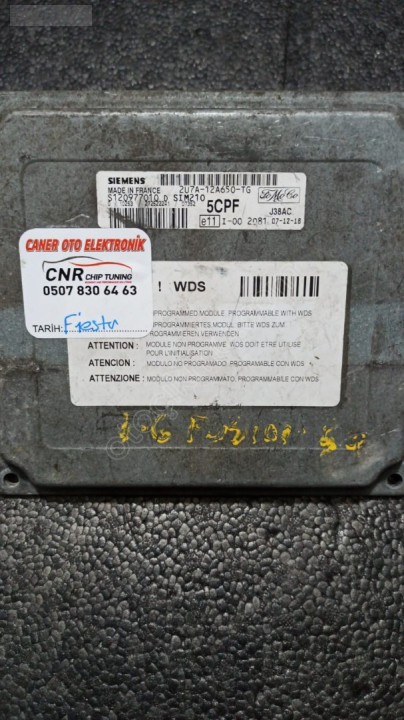 SIEMENS
MADE IN FRANCE 2U7A-12A650-TG
S120977010 D SIM210
5CPF
J38AC
e11 I-00 2081 07-12-18
CANER OTO ELEKTRONİK
CNR CHIP TUNING
0507 830 64 63
TARİH: Fiesta
! WDS
PROGRAMMED MODULE, PROGRAMMABLE WITH WDS
PROGRAMMIERTES MODUL, BITTE WDS ZUM
PROGRAMMIEREN VERWENDEN
ATTENTION : MODULE NON PROGRAMME, WDS DOIT ETRE UTILISE
POUR L'INITIALISATION
ATENCION : MODULO NO PROGRAMADO, PROGRAMABLE CON WDS
ATTENZIONE : MODULO NON PROGRAMMATO, PROGRAMMABILE CON WDS
1-6 Fusion